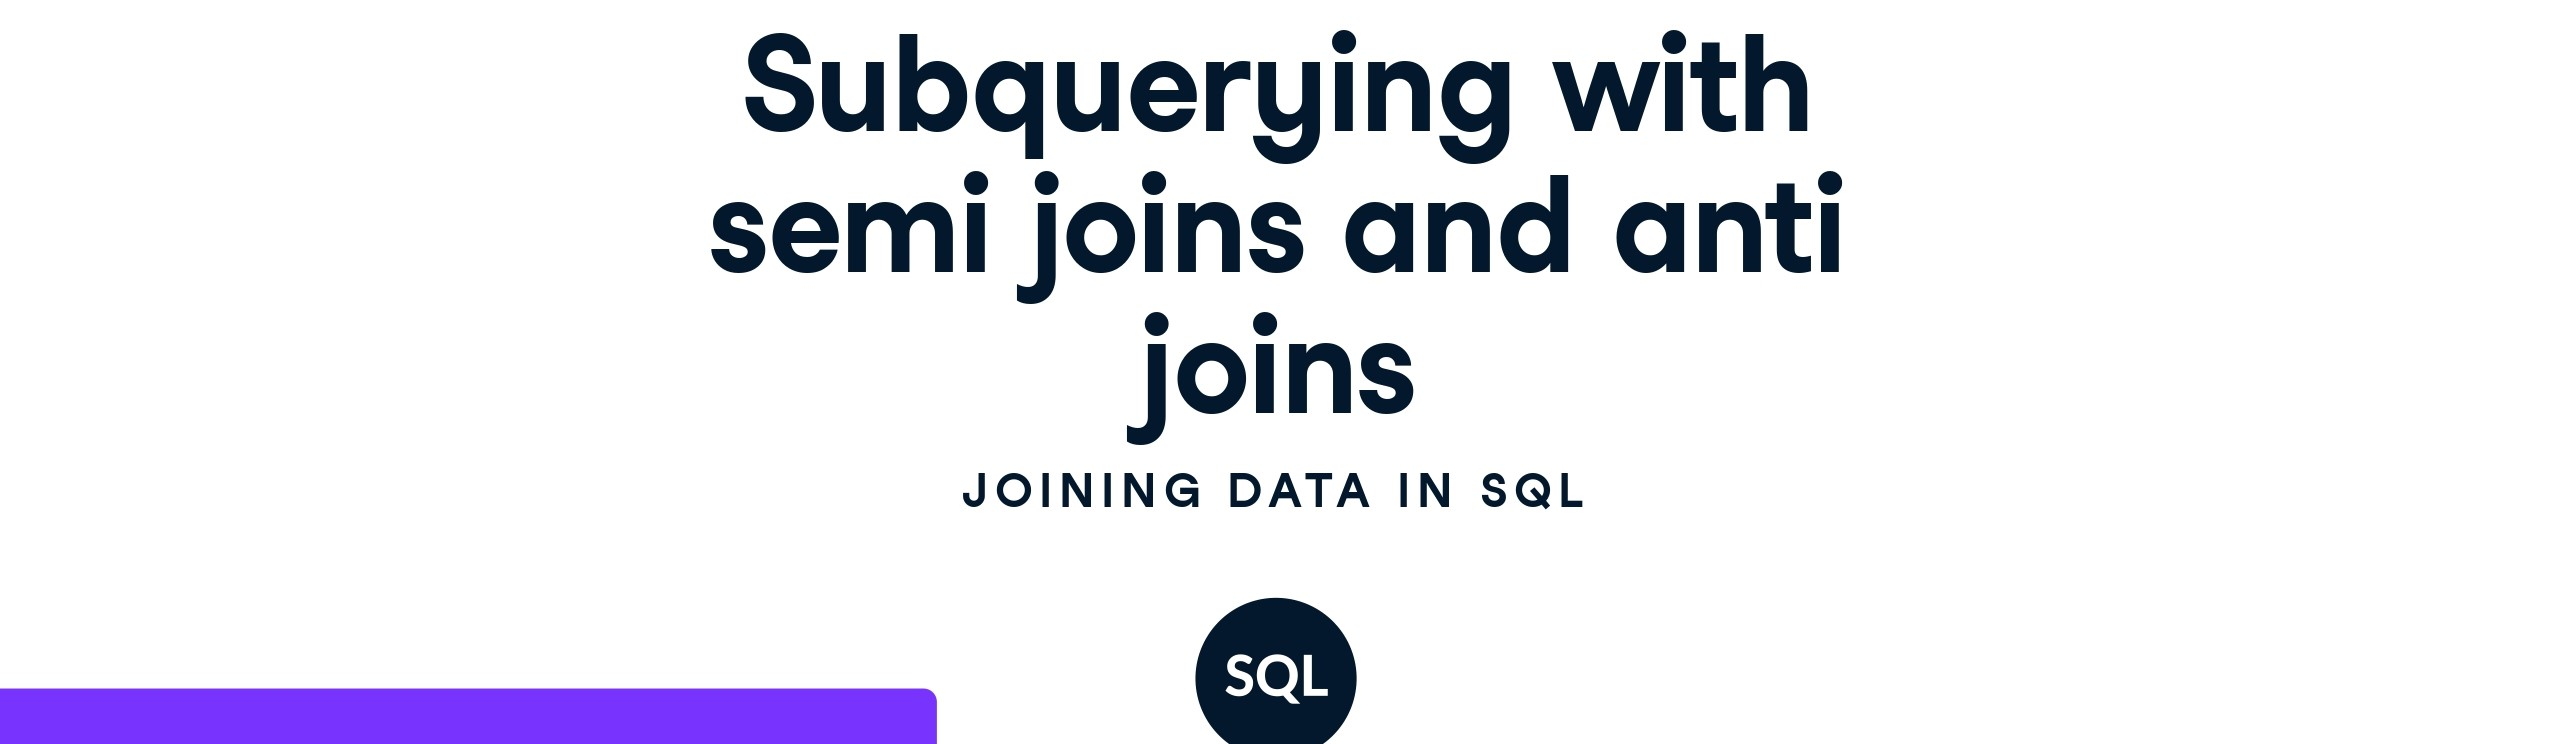 Subquerying with
semi joins and anti
joins
JOINING DATA IN SQL
SQL